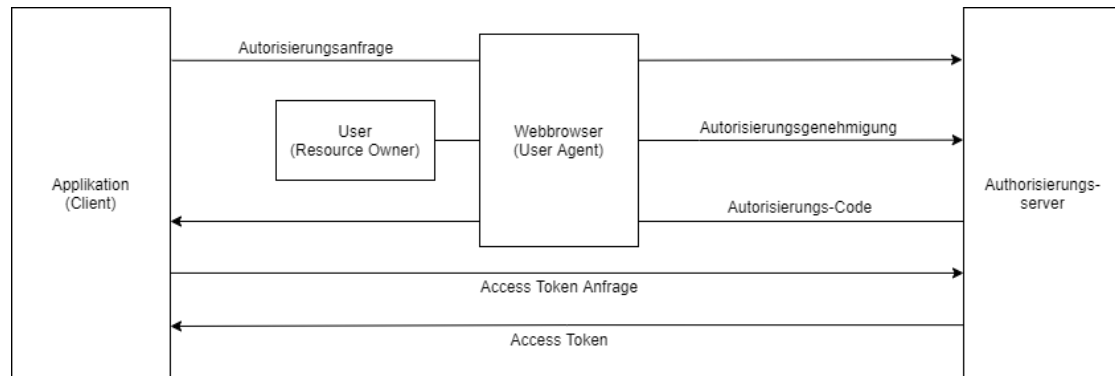 Autorisierungsanfrage
User
(Resource Owner)
Webbrowser
(User Agent)
Autorisierungsgenehmigung
Applikation
(Client)
Authorisierungs-
server
Autorisierungs-Code
Access Token Anfrage
Access Token